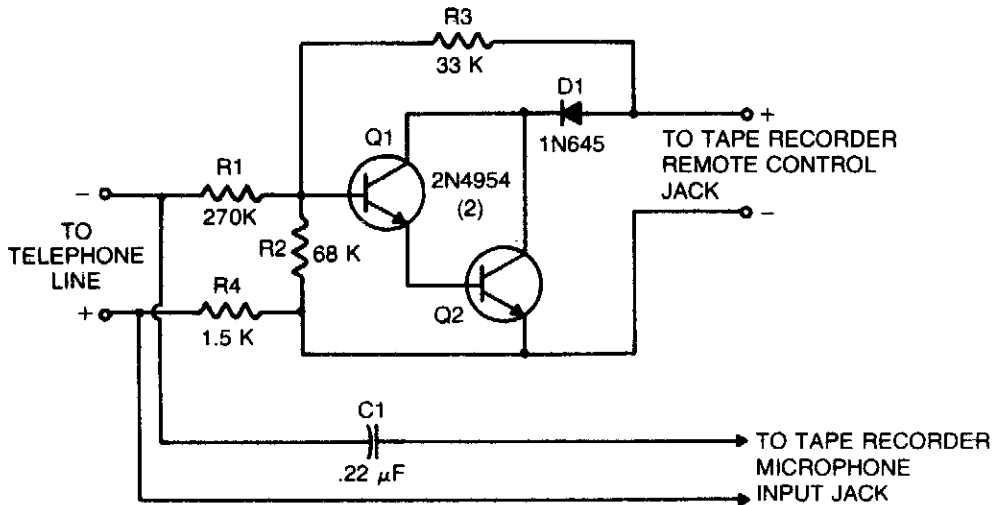 R3
33 K
D1
1N645
+
TO TAPE RECORDER
REMOTE CONTROL
JACK
−
Q1
2N4954
(2)
−
R1
270K
TO
TELEPHONE
LINE
R2
68 K
R4
+
1.5 K
Q2
C1
.22 μF
TO TAPE RECORDER
MICROPHONE
INPUT JACK